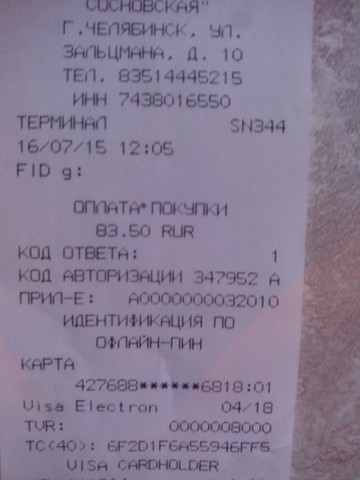 СОСНОВСКАЯ"
Г.ЧЕЛЯБИНСК, УЛ.
ЗАЛЬЦМАНА, Д. 10
ТЕЛ. 83514445215
ИНН 7438016550
ТЕРМИНАЛ SN344
16/07/15 12:05
FID g:
ОПЛАТА ПОКУПКИ
83.50 RUR
КОД ОТВЕТА: 1
КОД АВТОРИЗАЦИИ 347952 А
ПРИЛ-Е: A0000000032010
ИДЕНТИФИКАЦИЯ ПО
ОФЛАЙН-ПИН
КАРТА
427688******6818:01
Visa Electron 04/18
TVR: 0000008000
TC(40): 6F2D1F6A55946FF5
VISA CARDHOLDER